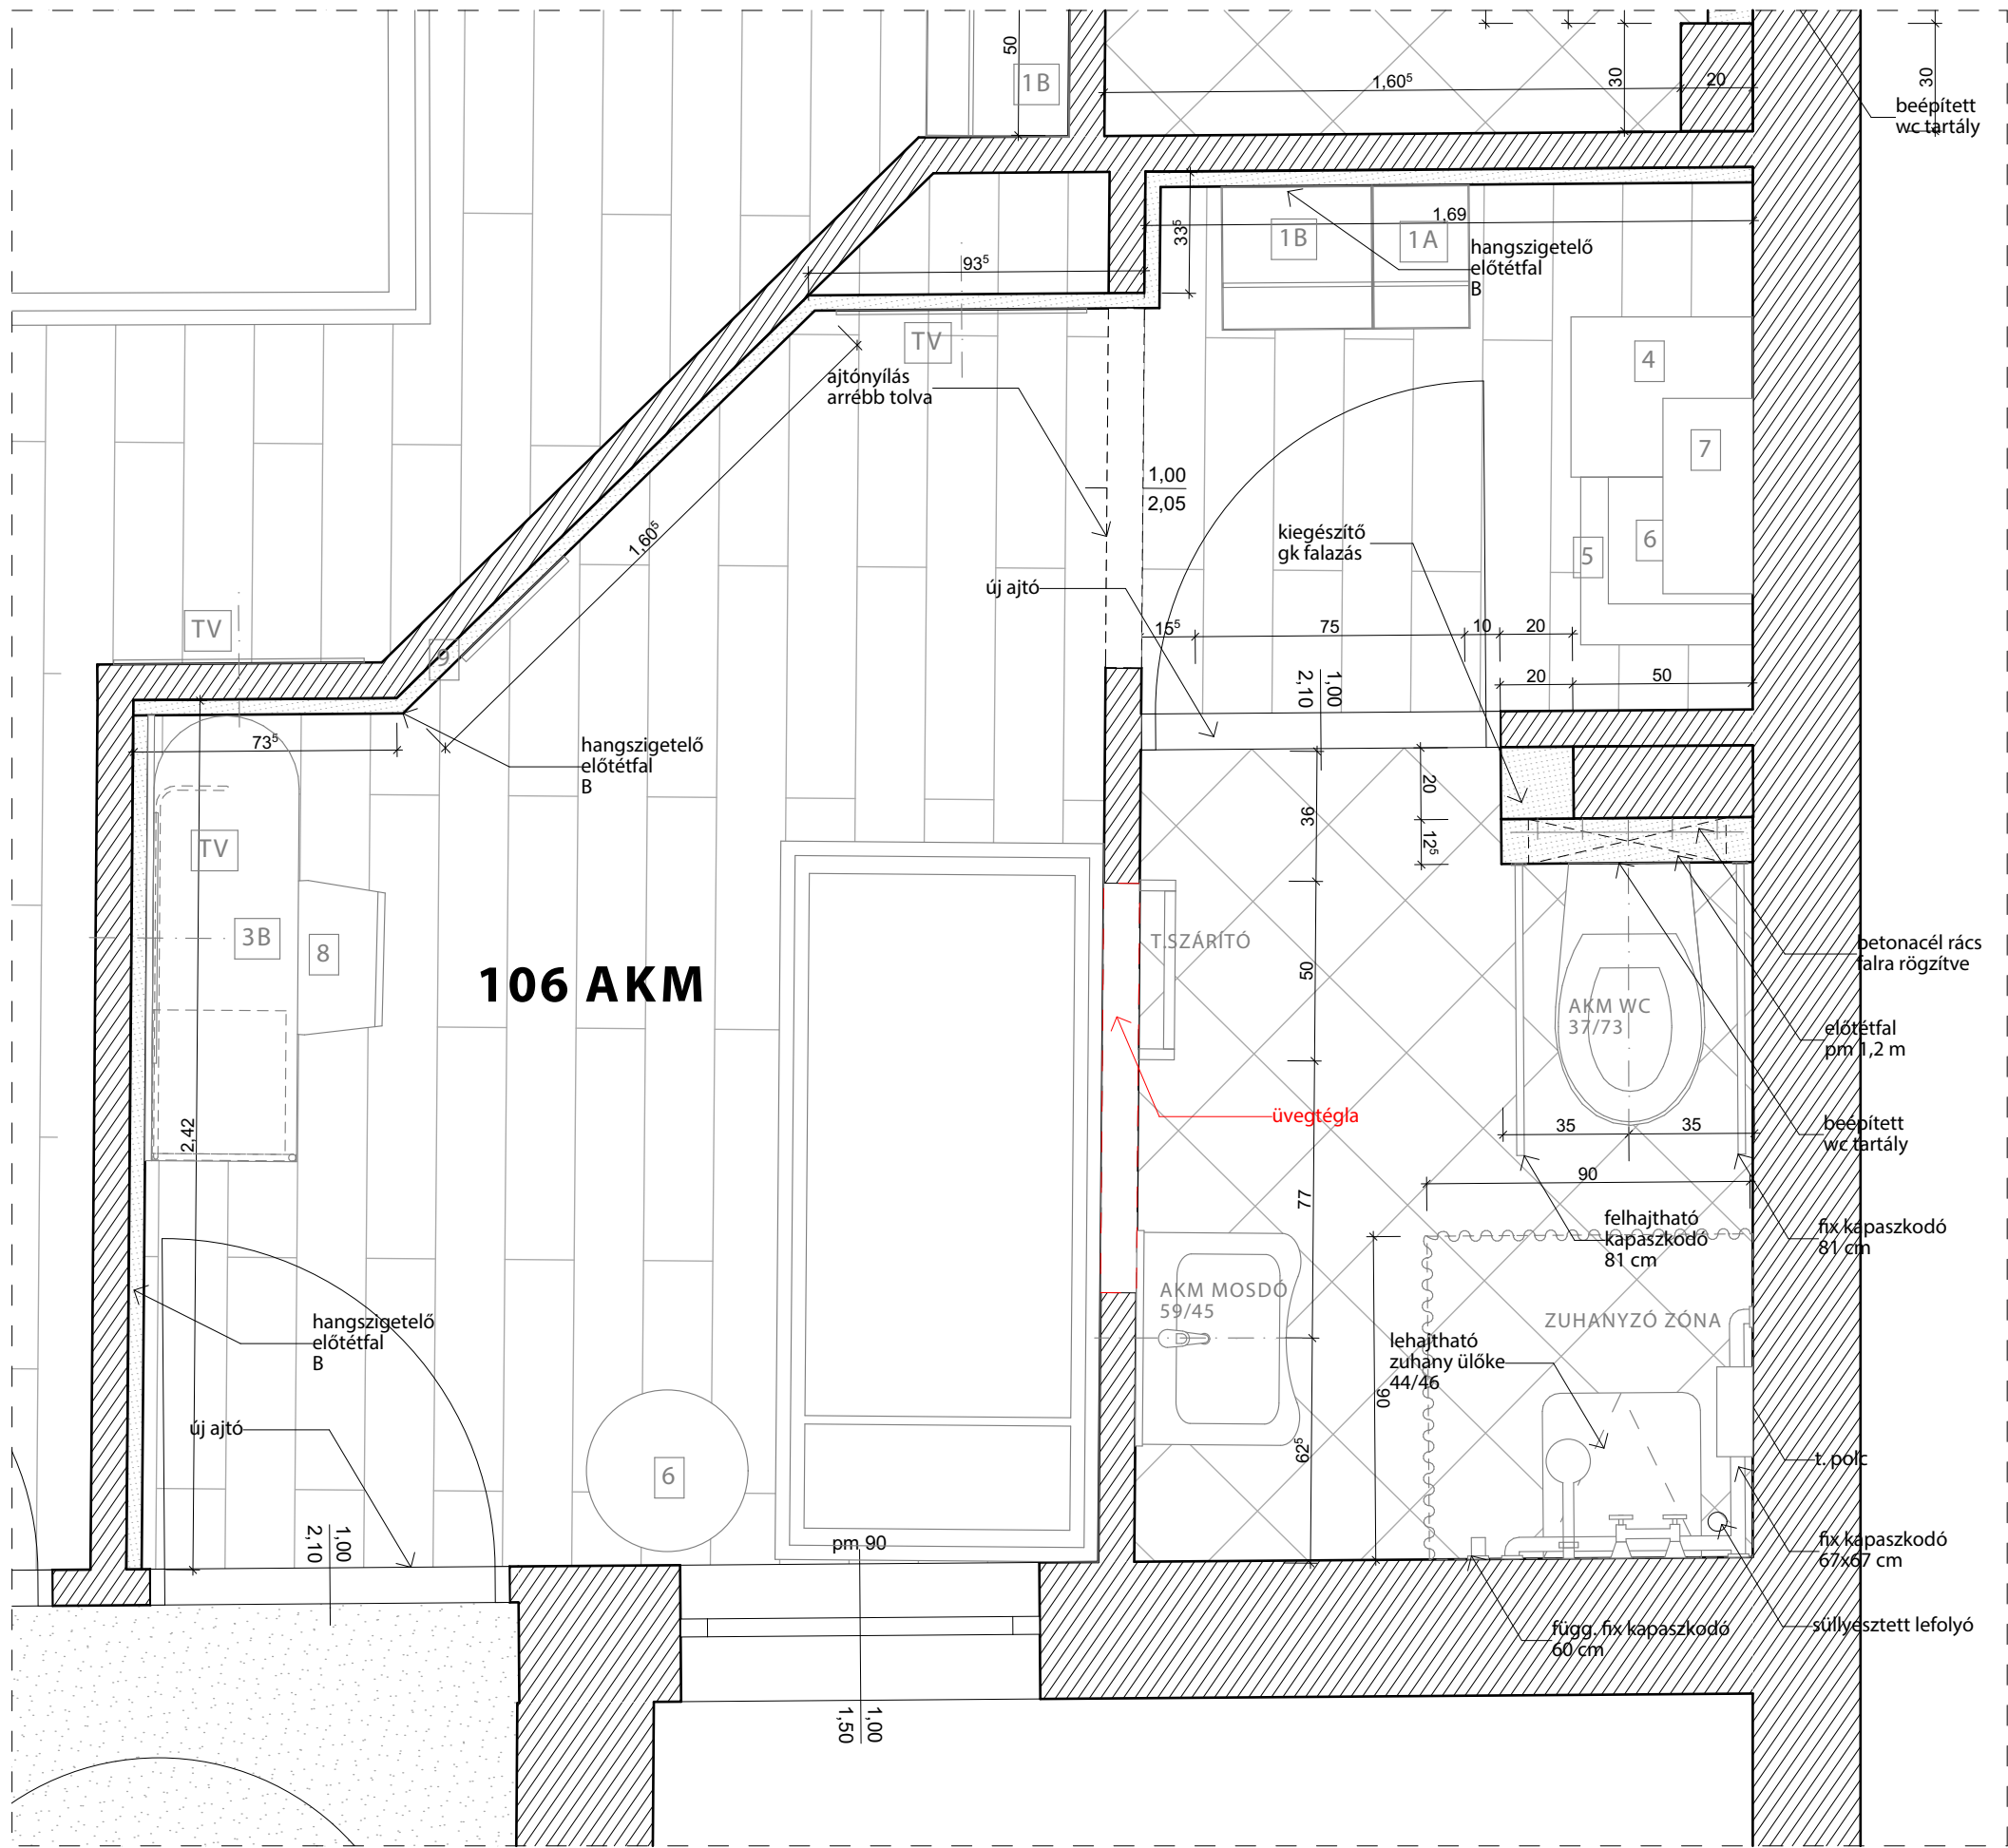 50
1B
1,60⁵
30
20
30
beépített
wc tartály
33⁵
1,69
1B
1A
hangszigetelő
előtétfal
B
93⁵
TV
ajtónyílás
arrébb tolva
4
7
1,00
2,05
1,60⁵
kiegészítő
gk falazás
5
6
új ajtó
TV
9
15⁵
75
10
20
1,00
2,10
20
50
73⁵
hangszigetelő
előtétfal
B
20
36
12⁵
TV
3B
8
106 AKM
T.SZÁRÍTÓ
50
betonacél rács
falra rögzítve
AKM WC
37/73
előtétfal
pm 1,2 m
üvegtégla
2,42
35
35
beépített
wc tartály
90
77
felhajtható
kapaszkodó
81 cm
fix kapaszkodó
81 cm
AKM MOSDÓ
59/45
ZUHANYZÓ ZÓNA
hangszigetelő
előtétfal
B
lehajtható
zuhany ülőke
44/46
90
62⁵
új ajtó
t. polc
6
1,00
2,10
pm 90
fix kapaszkodó
67x67 cm
függ. fix kapaszkodó
60 cm
süllyesztett lefolyó
1,00
1,50